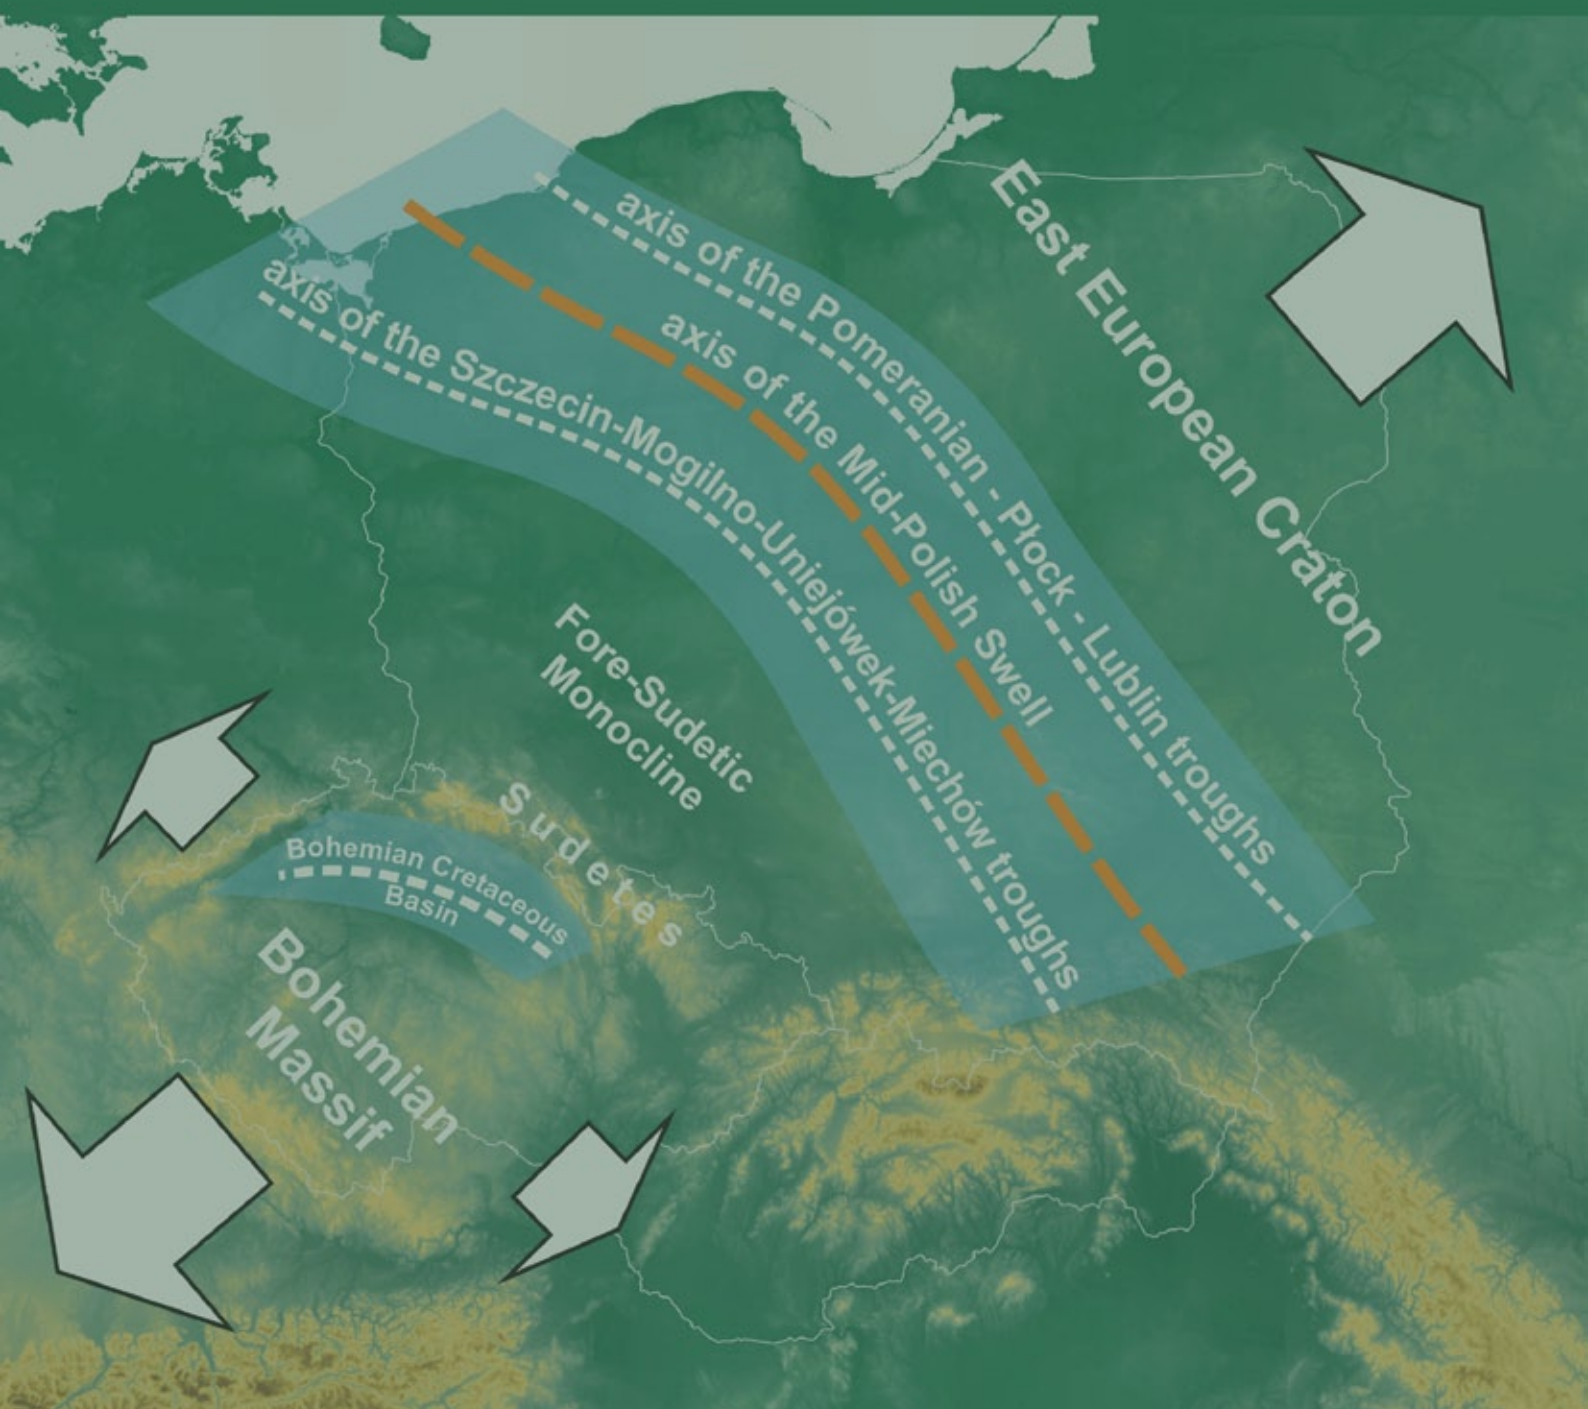 axis of the Pomeranian - Płock - Lublin troughs
East European Craton
axis of the Mid-Polish Swell
axis of the Szczecin-Mogilno-Uniejówek-Miechów troughs
Fore-Sudetic
Monocline
Sudetes
Bohemian Cretaceous
Basin
Bohemian
Massif